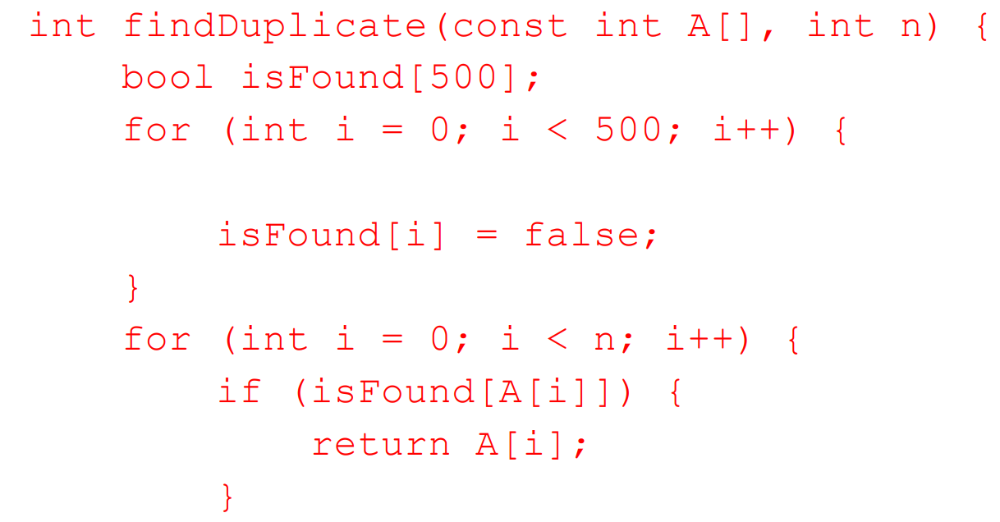 int findDuplicate(const int A[], int n) {
bool isFound[500];
for (int i = 0; i < 500; i++) {
isFound[i] = false;
}
for (int i = 0; i < n; i++) {
if (isFound[A[i]]) {
return A[i];
}